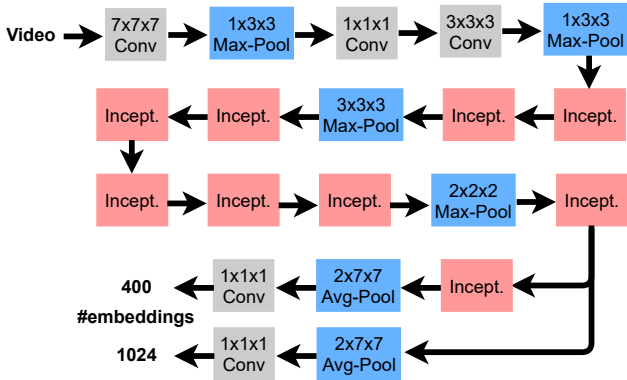 Video
7x7x7
Conv
1x3x3
Max-Pool
1x1x1
Conv
3x3x3
Conv
1x3x3
Max-Pool
Incept.
Incept.
3x3x3
Max-Pool
Incept.
Incept.
Incept.
Incept.
Incept.
2x2x2
Max-Pool
Incept.
400
#embeddings
1x1x1
Conv
2x7x7
Avg-Pool
Incept.
1024
1x1x1
Conv
2x7x7
Avg-Pool